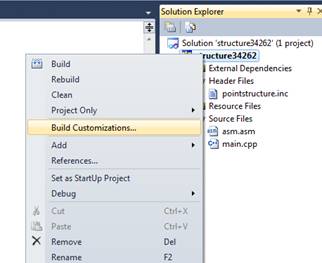 Solution Explorer
Solution 'structure34262' (1 project)
structure34262
External Dependencies
Header Files
pointstructure.inc
Resource Files
Source Files
asm.asm
main.cpp
Build
Rebuild
Clean
Project Only
Build Customizations...
Add
References...
Set as StartUp Project
Debug
Cut Ctrl+X
Paste Ctrl+V
Remove Del
Rename F2